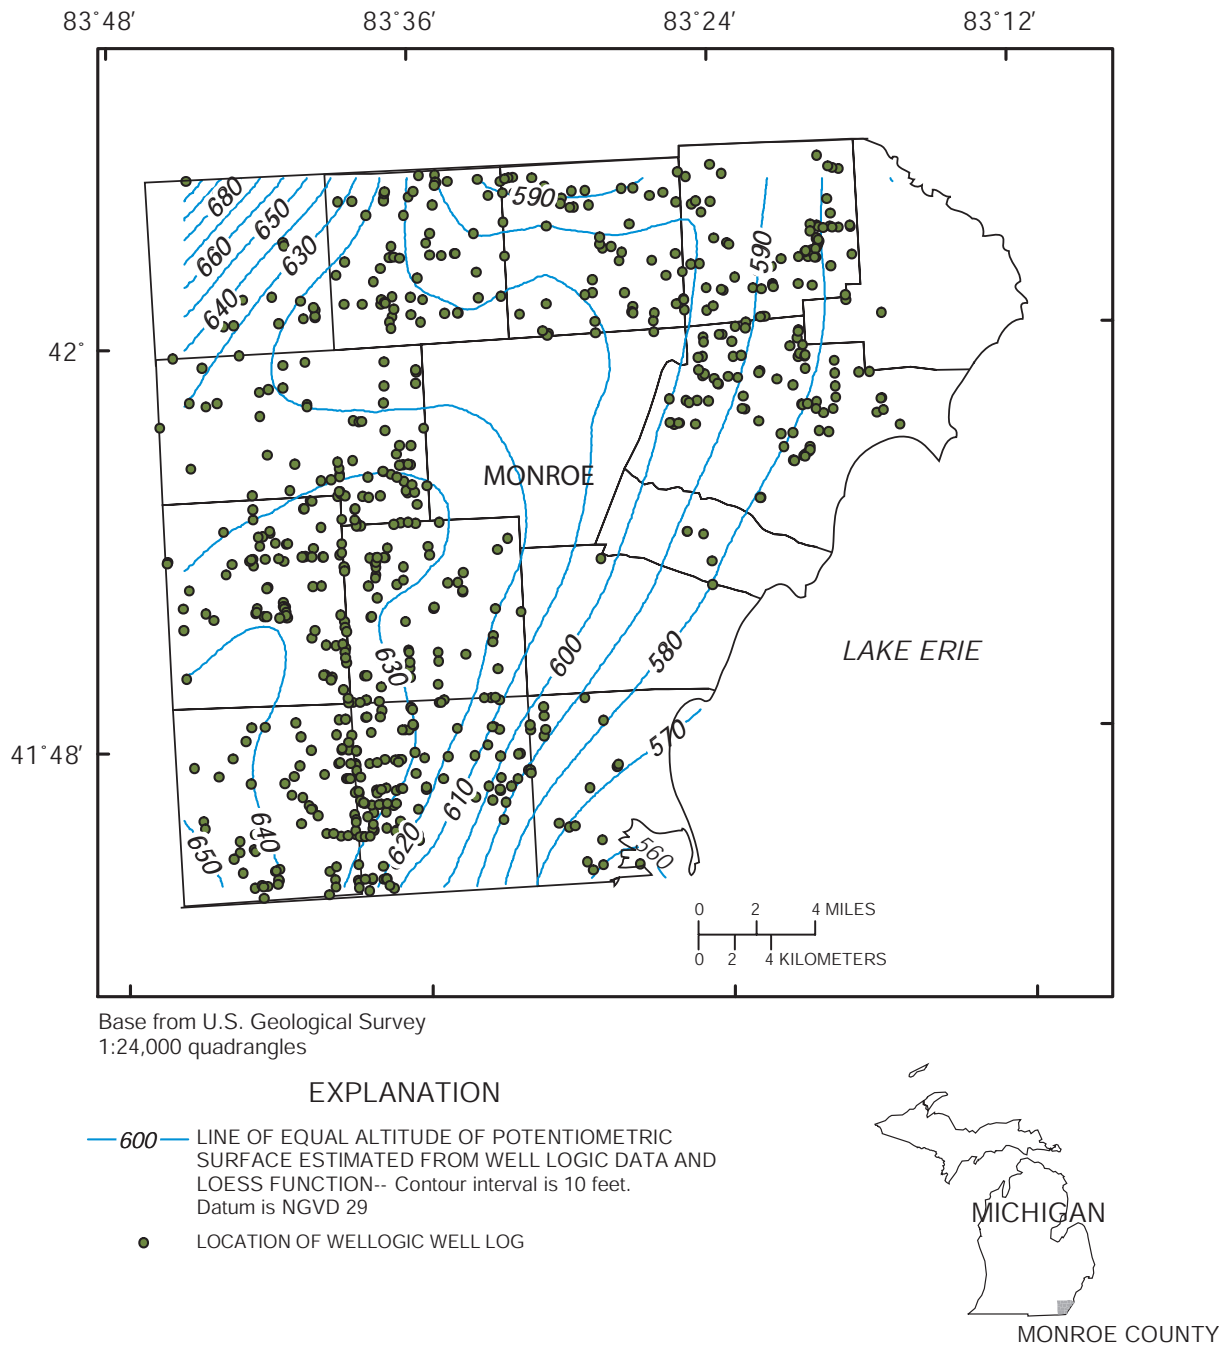 83°48′ 83°36′ 83°24′ 83°12′
680
590
650
590
630
660
640
42°
MONROE
600
580
LAKE ERIE
630
570
41°48′
610
640
620
650
560
0 2 4 MILES
0 2 4 KILOMETERS
Base from U.S. Geological Survey
1:24,000 quadrangles
EXPLANATION
600 LINE OF EQUAL ALTITUDE OF POTENTIOMETRIC
SURFACE ESTIMATED FROM WELL LOGIC DATA AND
LOESS FUNCTION-- Contour interval is 10 feet.
Datum is NGVD 29
LOCATION OF WELLOGIC WELL LOG
MICHIGAN
MONROE COUNTY